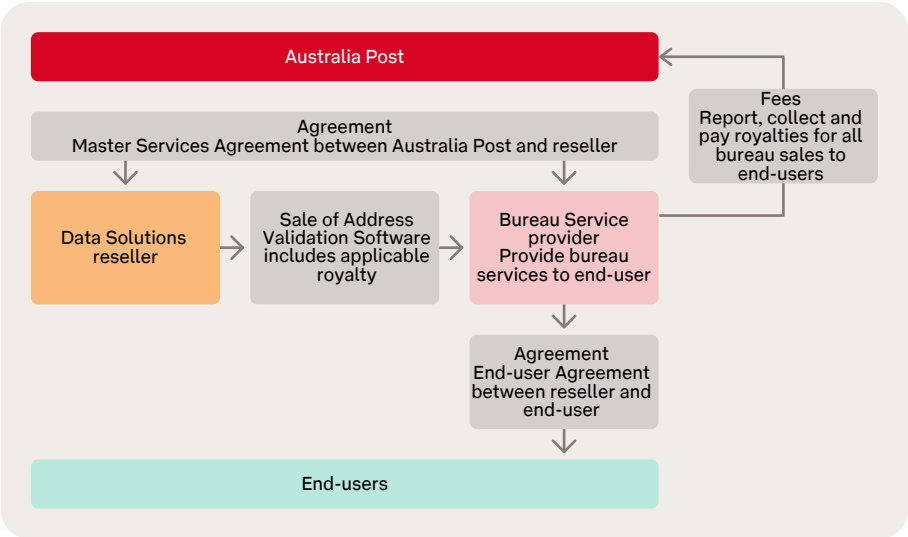 Australia Post
Agreement
Master Services Agreement between Australia Post and reseller
Fees
Report, collect and
pay royalties for all
bureau sales to
end-users
Data Solutions
reseller
Sale of Address
Validation Software
includes applicable
royalty
Bureau Service
provider
Provide bureau
services to end-user
Agreement
End-user Agreement
between reseller and
end-user
End-users